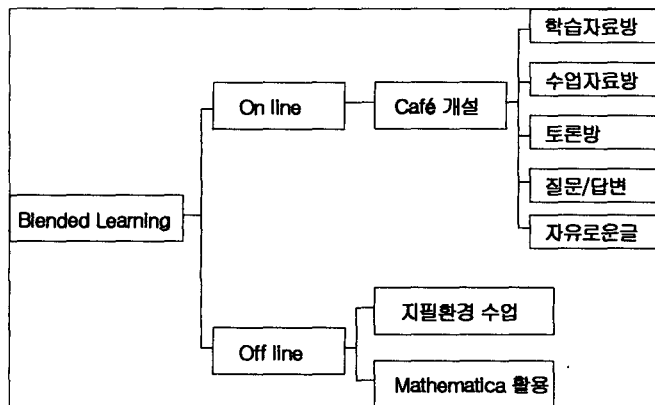 학습자료방
수업자료방
On line
Café 개설
토론방
질문/답변
Blended Learning
자유로운글
지필환경 수업
Off line
Mathematica 활용